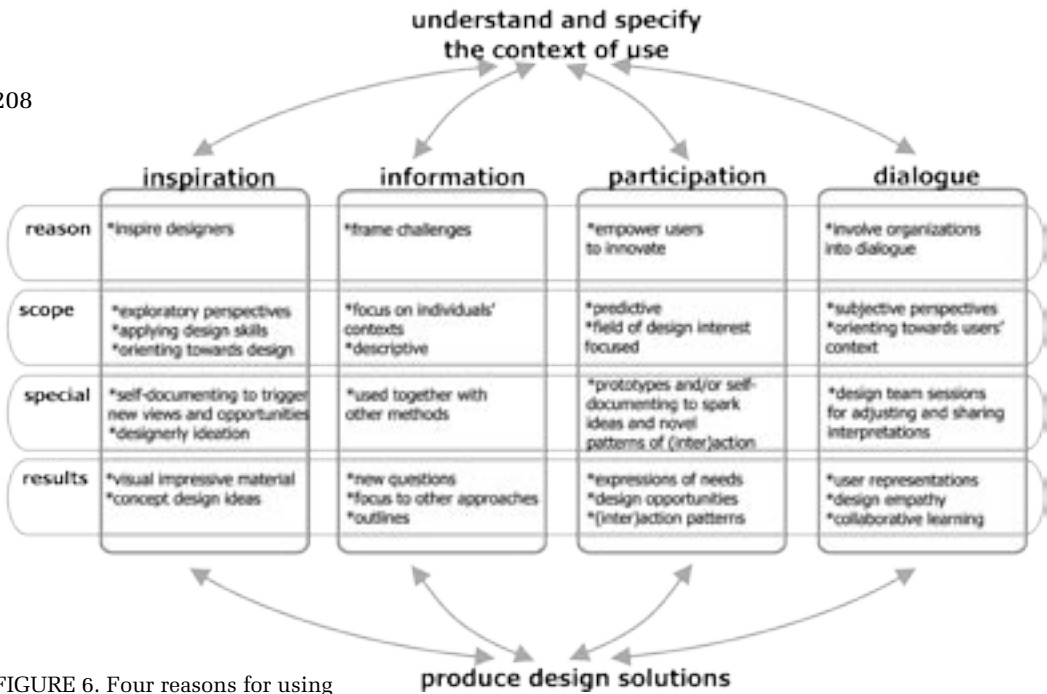 understand and specify
the context of use
208
inspiration
information
participation
dialogue
reason
*inspire designers
*frame challenges
*empower users
to innovate
*involve organizations
into dialogue
scope
*exploratory perspectives
*applying design skills
*orienting towards design
*focus on individuals'
contexts
*descriptive
*predictive
*field of design interest
focused
*subjective perspectives
*orienting towards users'
context
special
*self-documenting to trigger
new views and opportunities
*designerly ideation
*used together with
other methods
*prototypes and/or self-
documenting to spark
ideas and novel
patterns of (inter)action
*design team sessions
for adjusting and sharing
interpretations
results
*visual impressive material
*concept design ideas
*new questions
*focus to other approaches
*outlines
*expressions of needs
*design opportunities
*(inter)action patterns
*user representations
*design empathy
*collaborative learning
produce design solutions
FIGURE 6. Four reasons for using